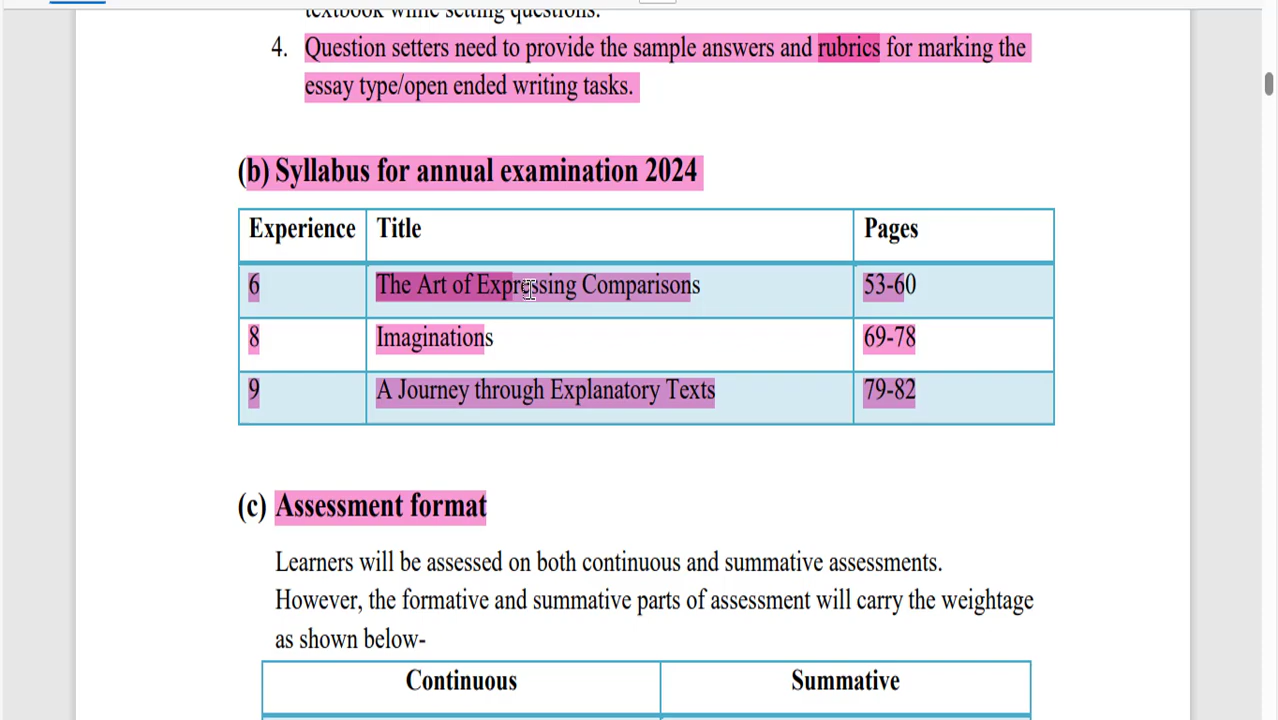 textbook while setting questions.
4. Question setters need to provide the sample answers and rubrics for marking the
essay type/open ended writing tasks.
(b) Syllabus for annual examination 2024
Experience Title Pages
6 The Art of Expressing Comparisons 53-60
8 Imaginations 69-78
9 A Journey through Explanatory Texts 79-82
(c) Assessment format
Learners will be assessed on both continuous and summative assessments.
However, the formative and summative parts of assessment will carry the weightage
as shown below-
Continuous Summative